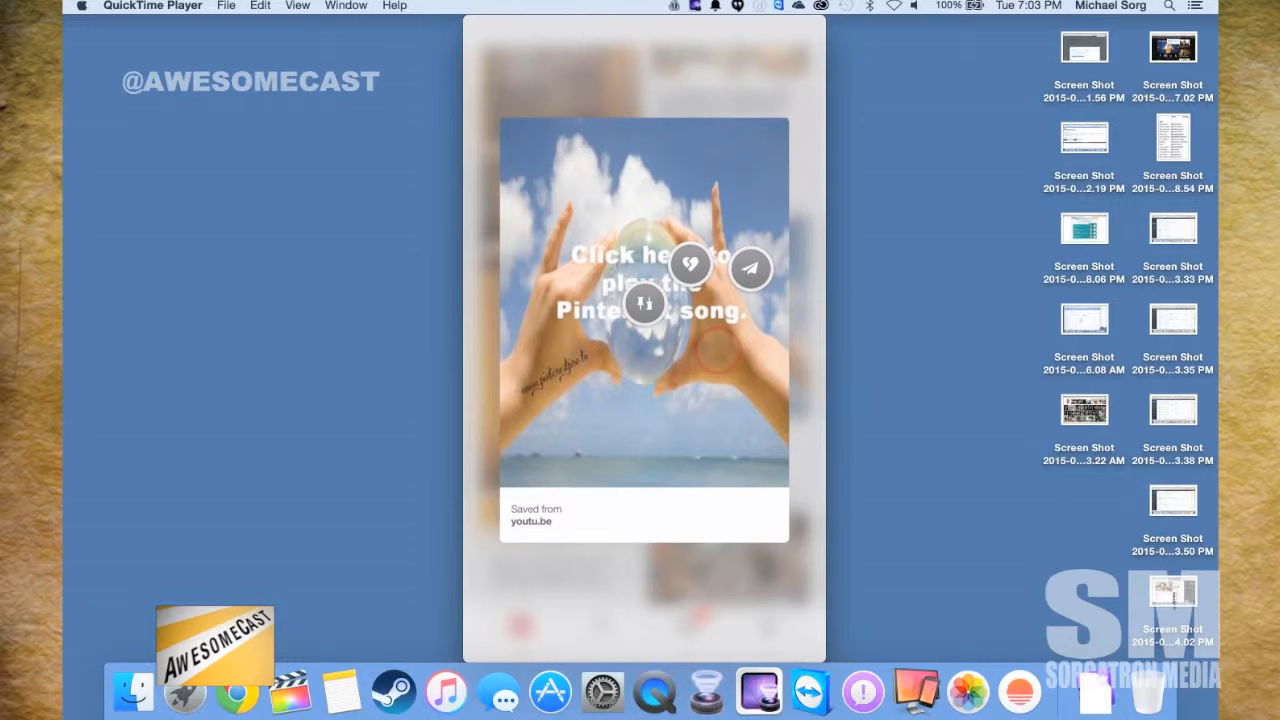 QuickTime Player File Edit View Window Help
100% Tue 7:03 PM Michael Sorg
@AWESOMECAST
Screen Shot
2015-0...1.56 PM
Screen Shot
2015-0...7.02 PM
Screen Shot
2015-0...2.19 PM
Screen Shot
2015-0...8.54 PM
Screen Shot
2015-0...8.06 PM
Screen Shot
2015-0...3.33 PM
Screen Shot
2015-0...6.08 AM
Screen Shot
2015-0...3.35 PM
Screen Shot
2015-0...3.22 AM
Screen Shot
2015-0...3.38 PM
Screen Shot
2015-0...3.50 PM
Screen Shot
2015-0...4.02 PM
Click here to
play the
Pinterest song.
Saved from
youtu.be
AWESOMECAST
SM
SORGATRON MEDIA